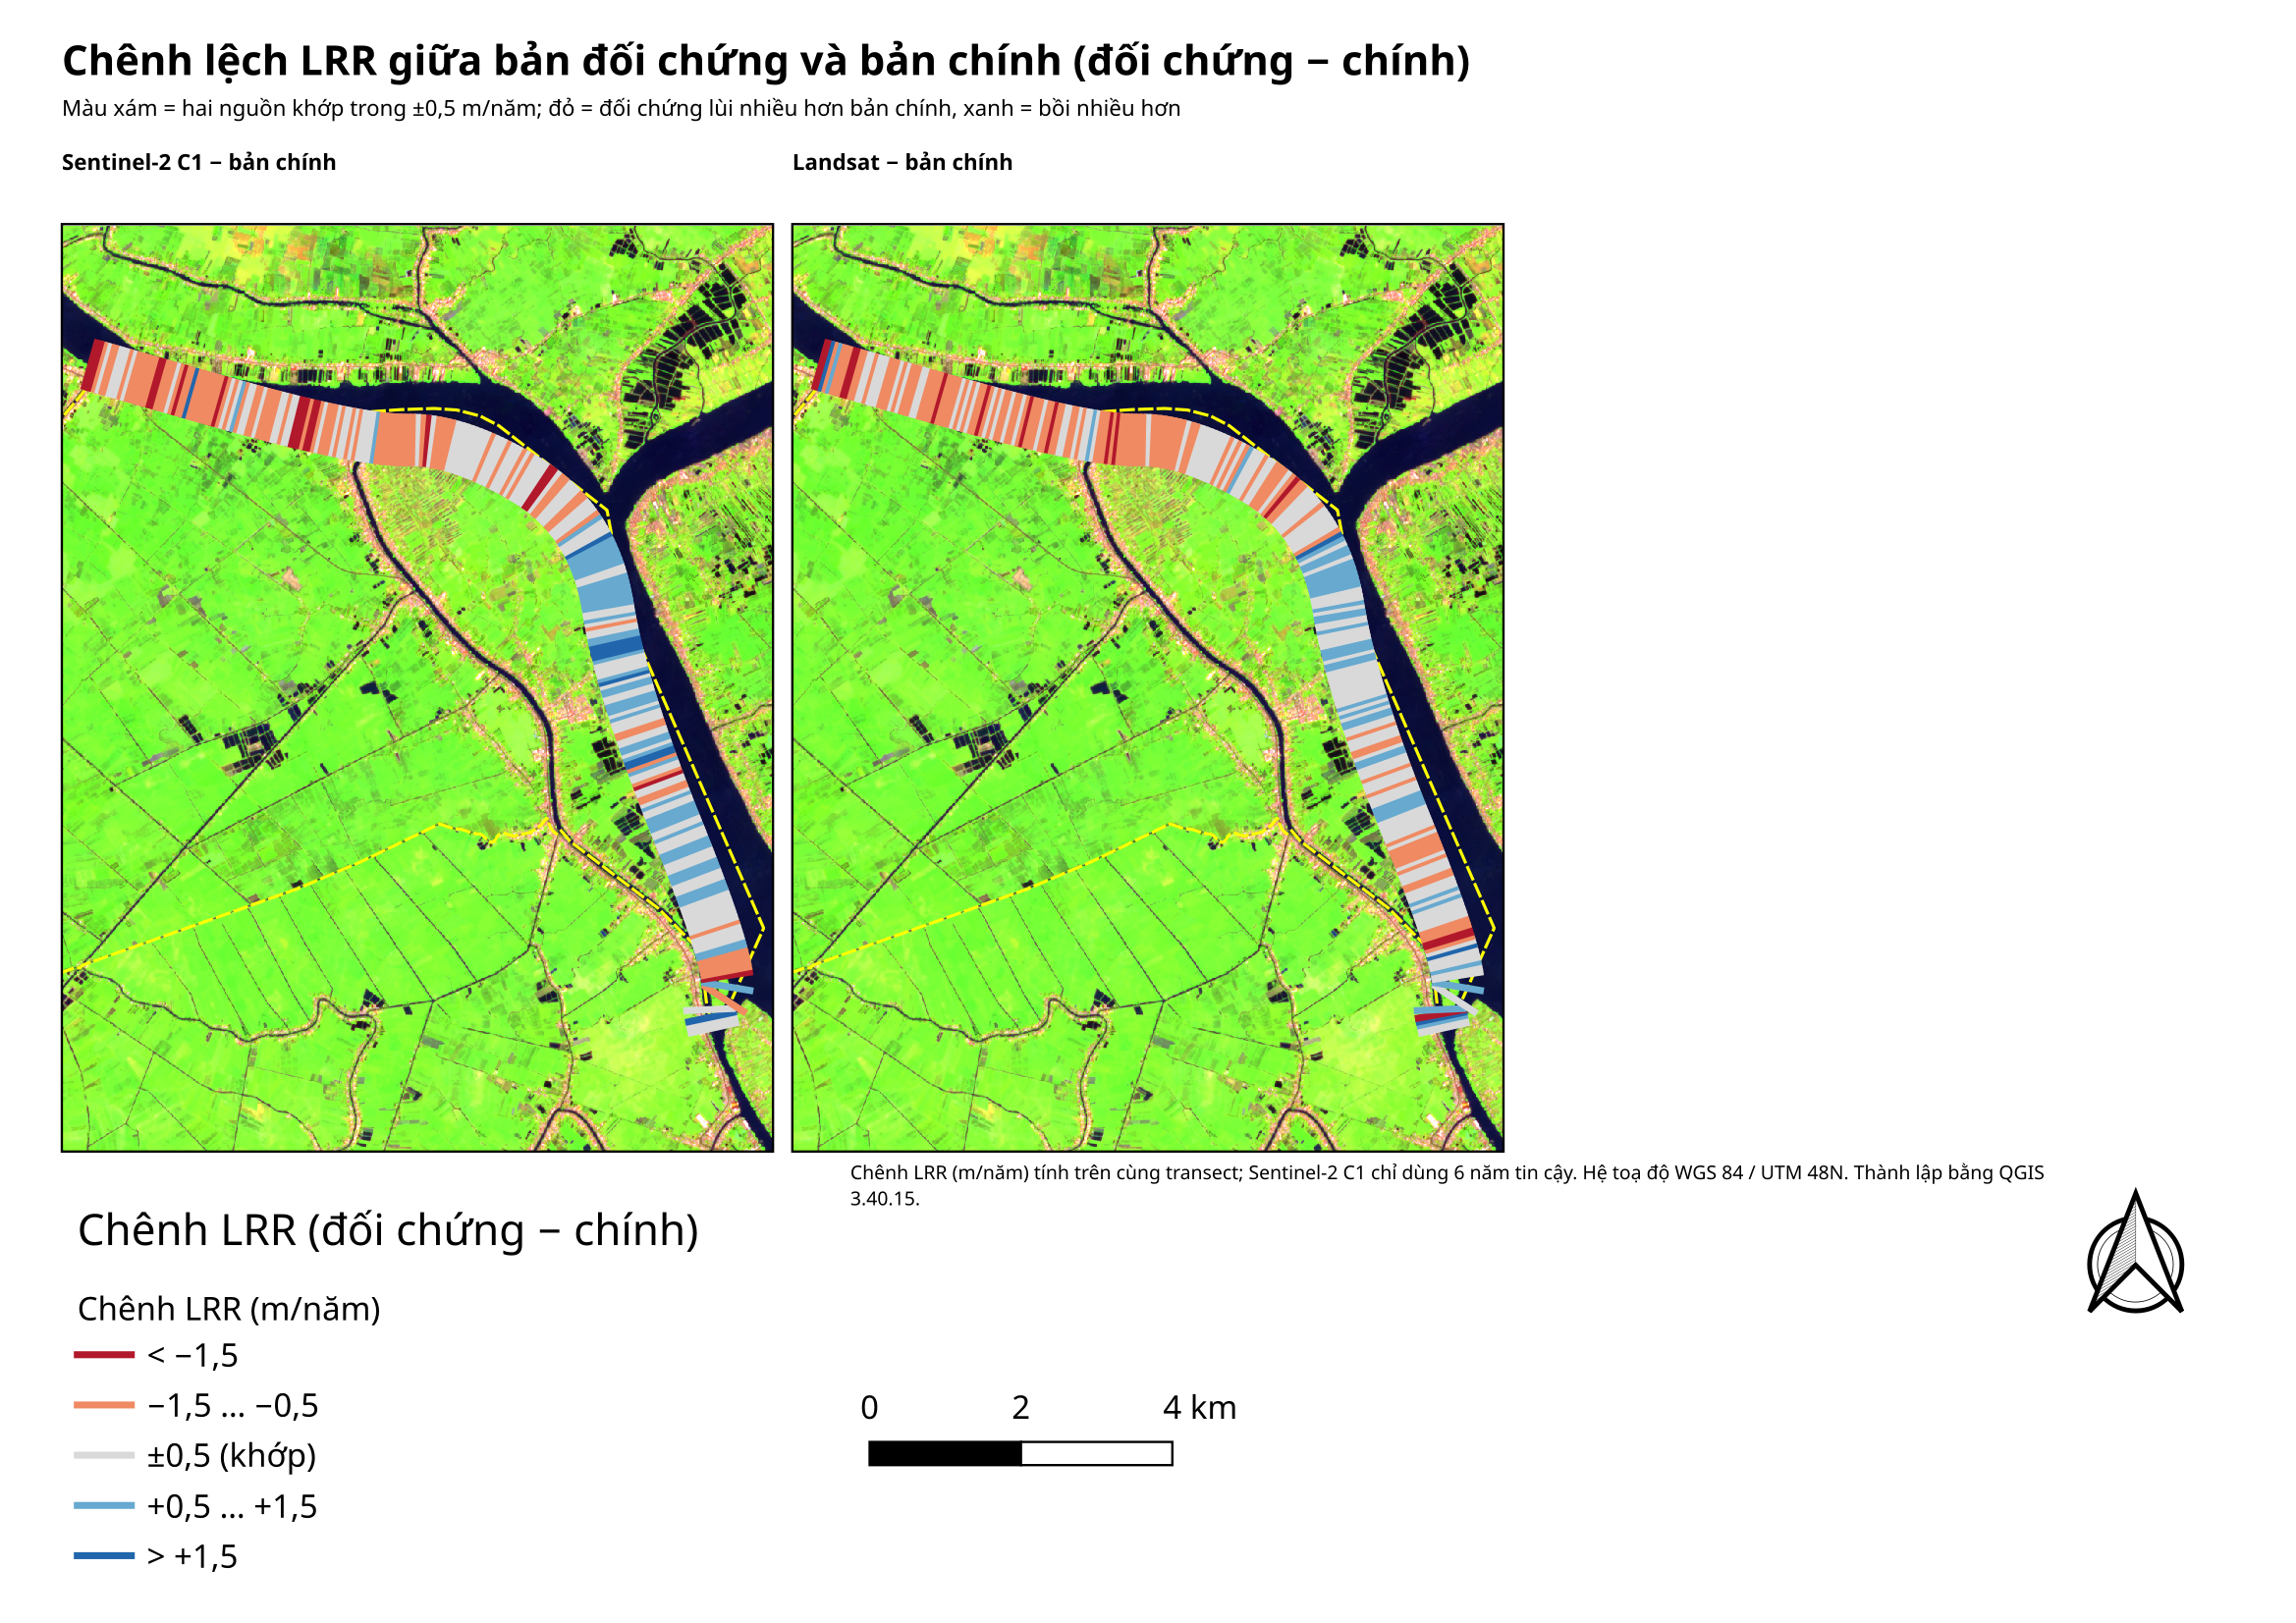 Chênh lệch LRR giữa bản đối chứng và bản chính (đối chứng − chính)
Màu xám = hai nguồn khớp trong ±0,5 m/năm; đỏ = đối chứng lùi nhiều hơn bản chính, xanh = bồi nhiều hơn
Sentinel-2 C1 − bản chính
Landsat − bản chính
Chênh LRR (m/năm) tính trên cùng transect; Sentinel-2 C1 chỉ dùng 6 năm tin cậy. Hệ toạ độ WGS 84 / UTM 48N. Thành lập bằng QGIS
3.40.15.
Chênh LRR (đối chứng − chính)
Chênh LRR (m/năm)
< −1,5
−1,5 ... −0,5
±0,5 (khớp)
+0,5 ... +1,5
> +1,5
0 2 4 km